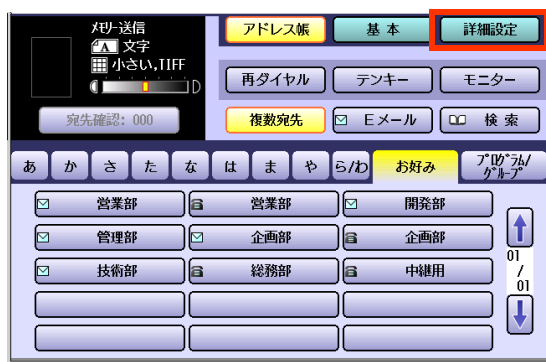 メモリー送信
アドレス帳 基本 詳細設定
A 文字
小さい,TIFF
D
再ダイヤル テンキー モニター
宛先確認: 000
複数宛先 Eメール 検索
あ か さ た な は ま や ら/わ お好み プログラム/
グループ
営業部 営業部 開発部
管理部 企画部 企画部
技術部 総務部 中継用
01
/
01